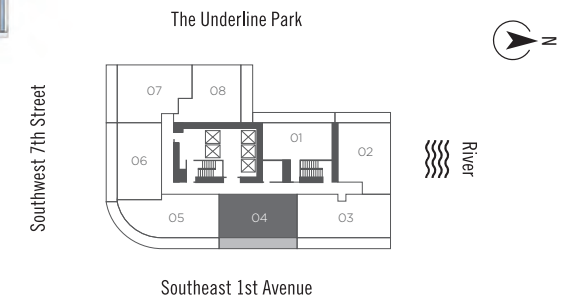 The Underline Park
N
07
08
01
02
06
05
04
03
Southwest 7th Street
River
Southeast 1st Avenue